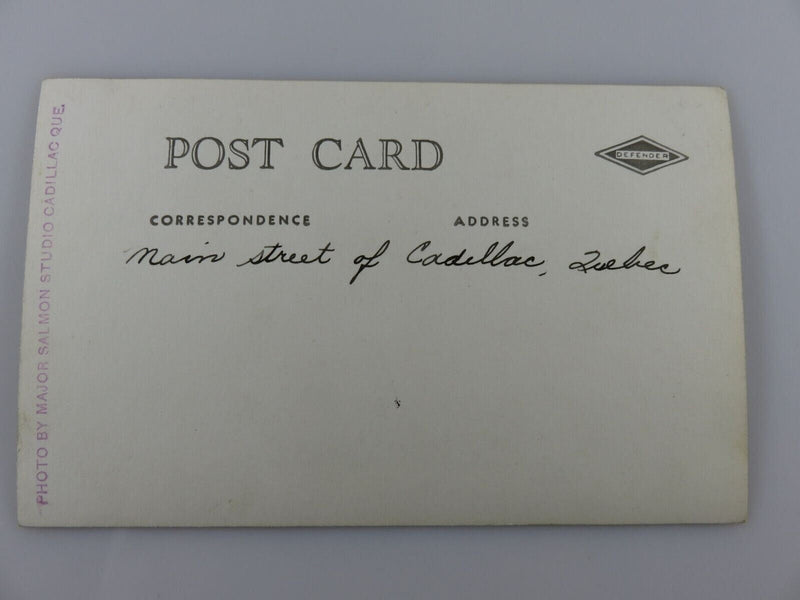 POST CARD
DEFENDER
CORRESPONDENCE ADDRESS
Main street of Cadillac, Quebec
PHOTO BY MAJOR SALMON STUDIO CADILLAC QUE.